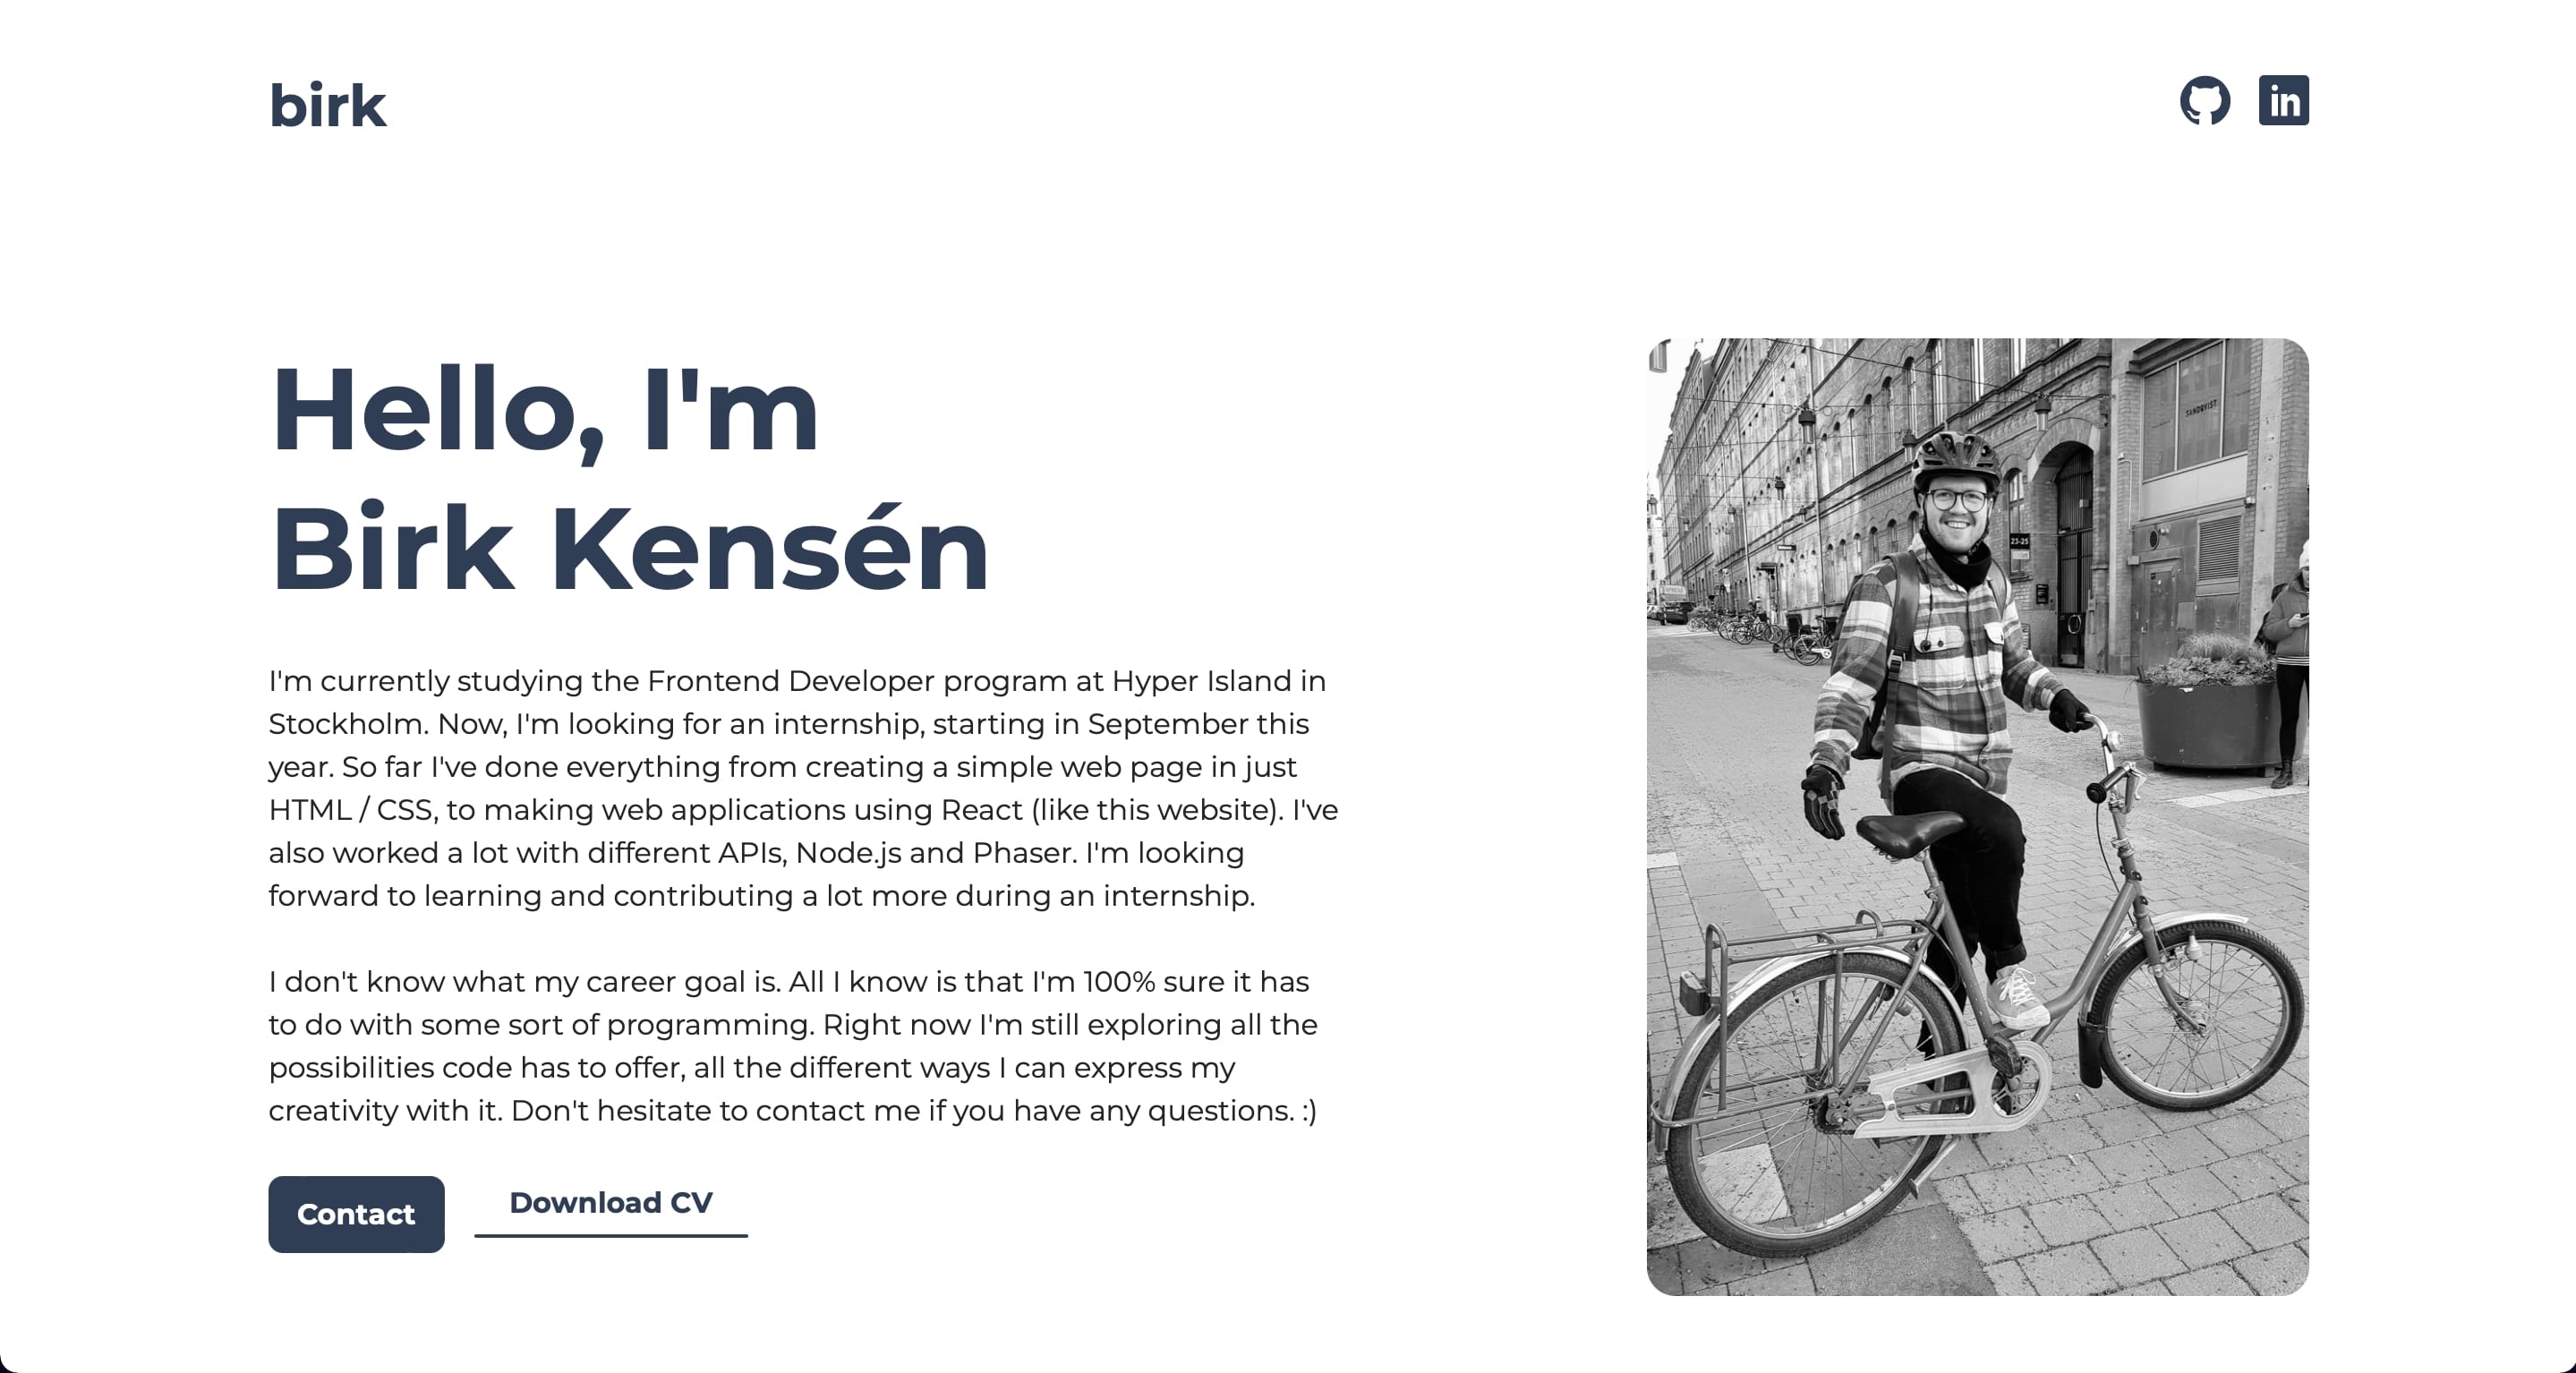 birk
in
Hello, I'm
Birk Kensén
I'm currently studying the Frontend Developer program at Hyper Island in
Stockholm. Now, I'm looking for an internship, starting in September this
year. So far I've done everything from creating a simple web page in just
HTML / CSS, to making web applications using React (like this website). I've
also worked a lot with different APIs, Node.js and Phaser. I'm looking
forward to learning and contributing a lot more during an internship.
I don't know what my career goal is. All I know is that I'm 100% sure it has
to do with some sort of programming. Right now I'm still exploring all the
possibilities code has to offer, all the different ways I can express my
creativity with it. Don't hesitate to contact me if you have any questions. :)
Contact
Download CV
SANDQVIST
23-25